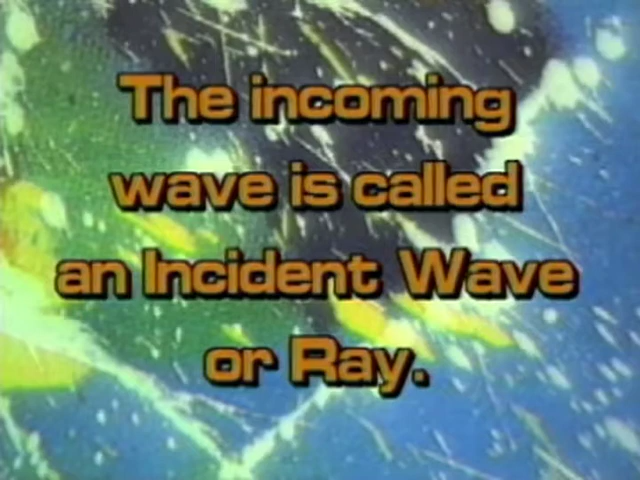 The incoming
wave is called
an Incident Wave
or Ray.